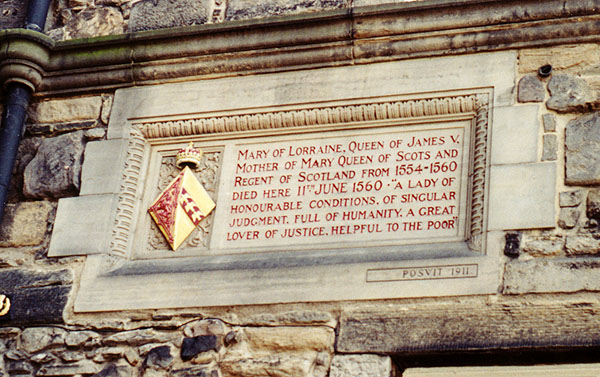 MARY OF LORRAINE, QUEEN OF JAMES V.
MOTHER OF MARY QUEEN OF SCOTS AND
REGENT OF SCOTLAND FROM 1554-1560
DIED HERE 11TH JUNE 1560 · "A LADY OF
HONOURABLE CONDITIONS, OF SINGULAR
JUDGMENT, FULL OF HUMANITY, A GREAT
LOVER OF JUSTICE, HELPFUL TO THE POOR"
POSVIT 1911